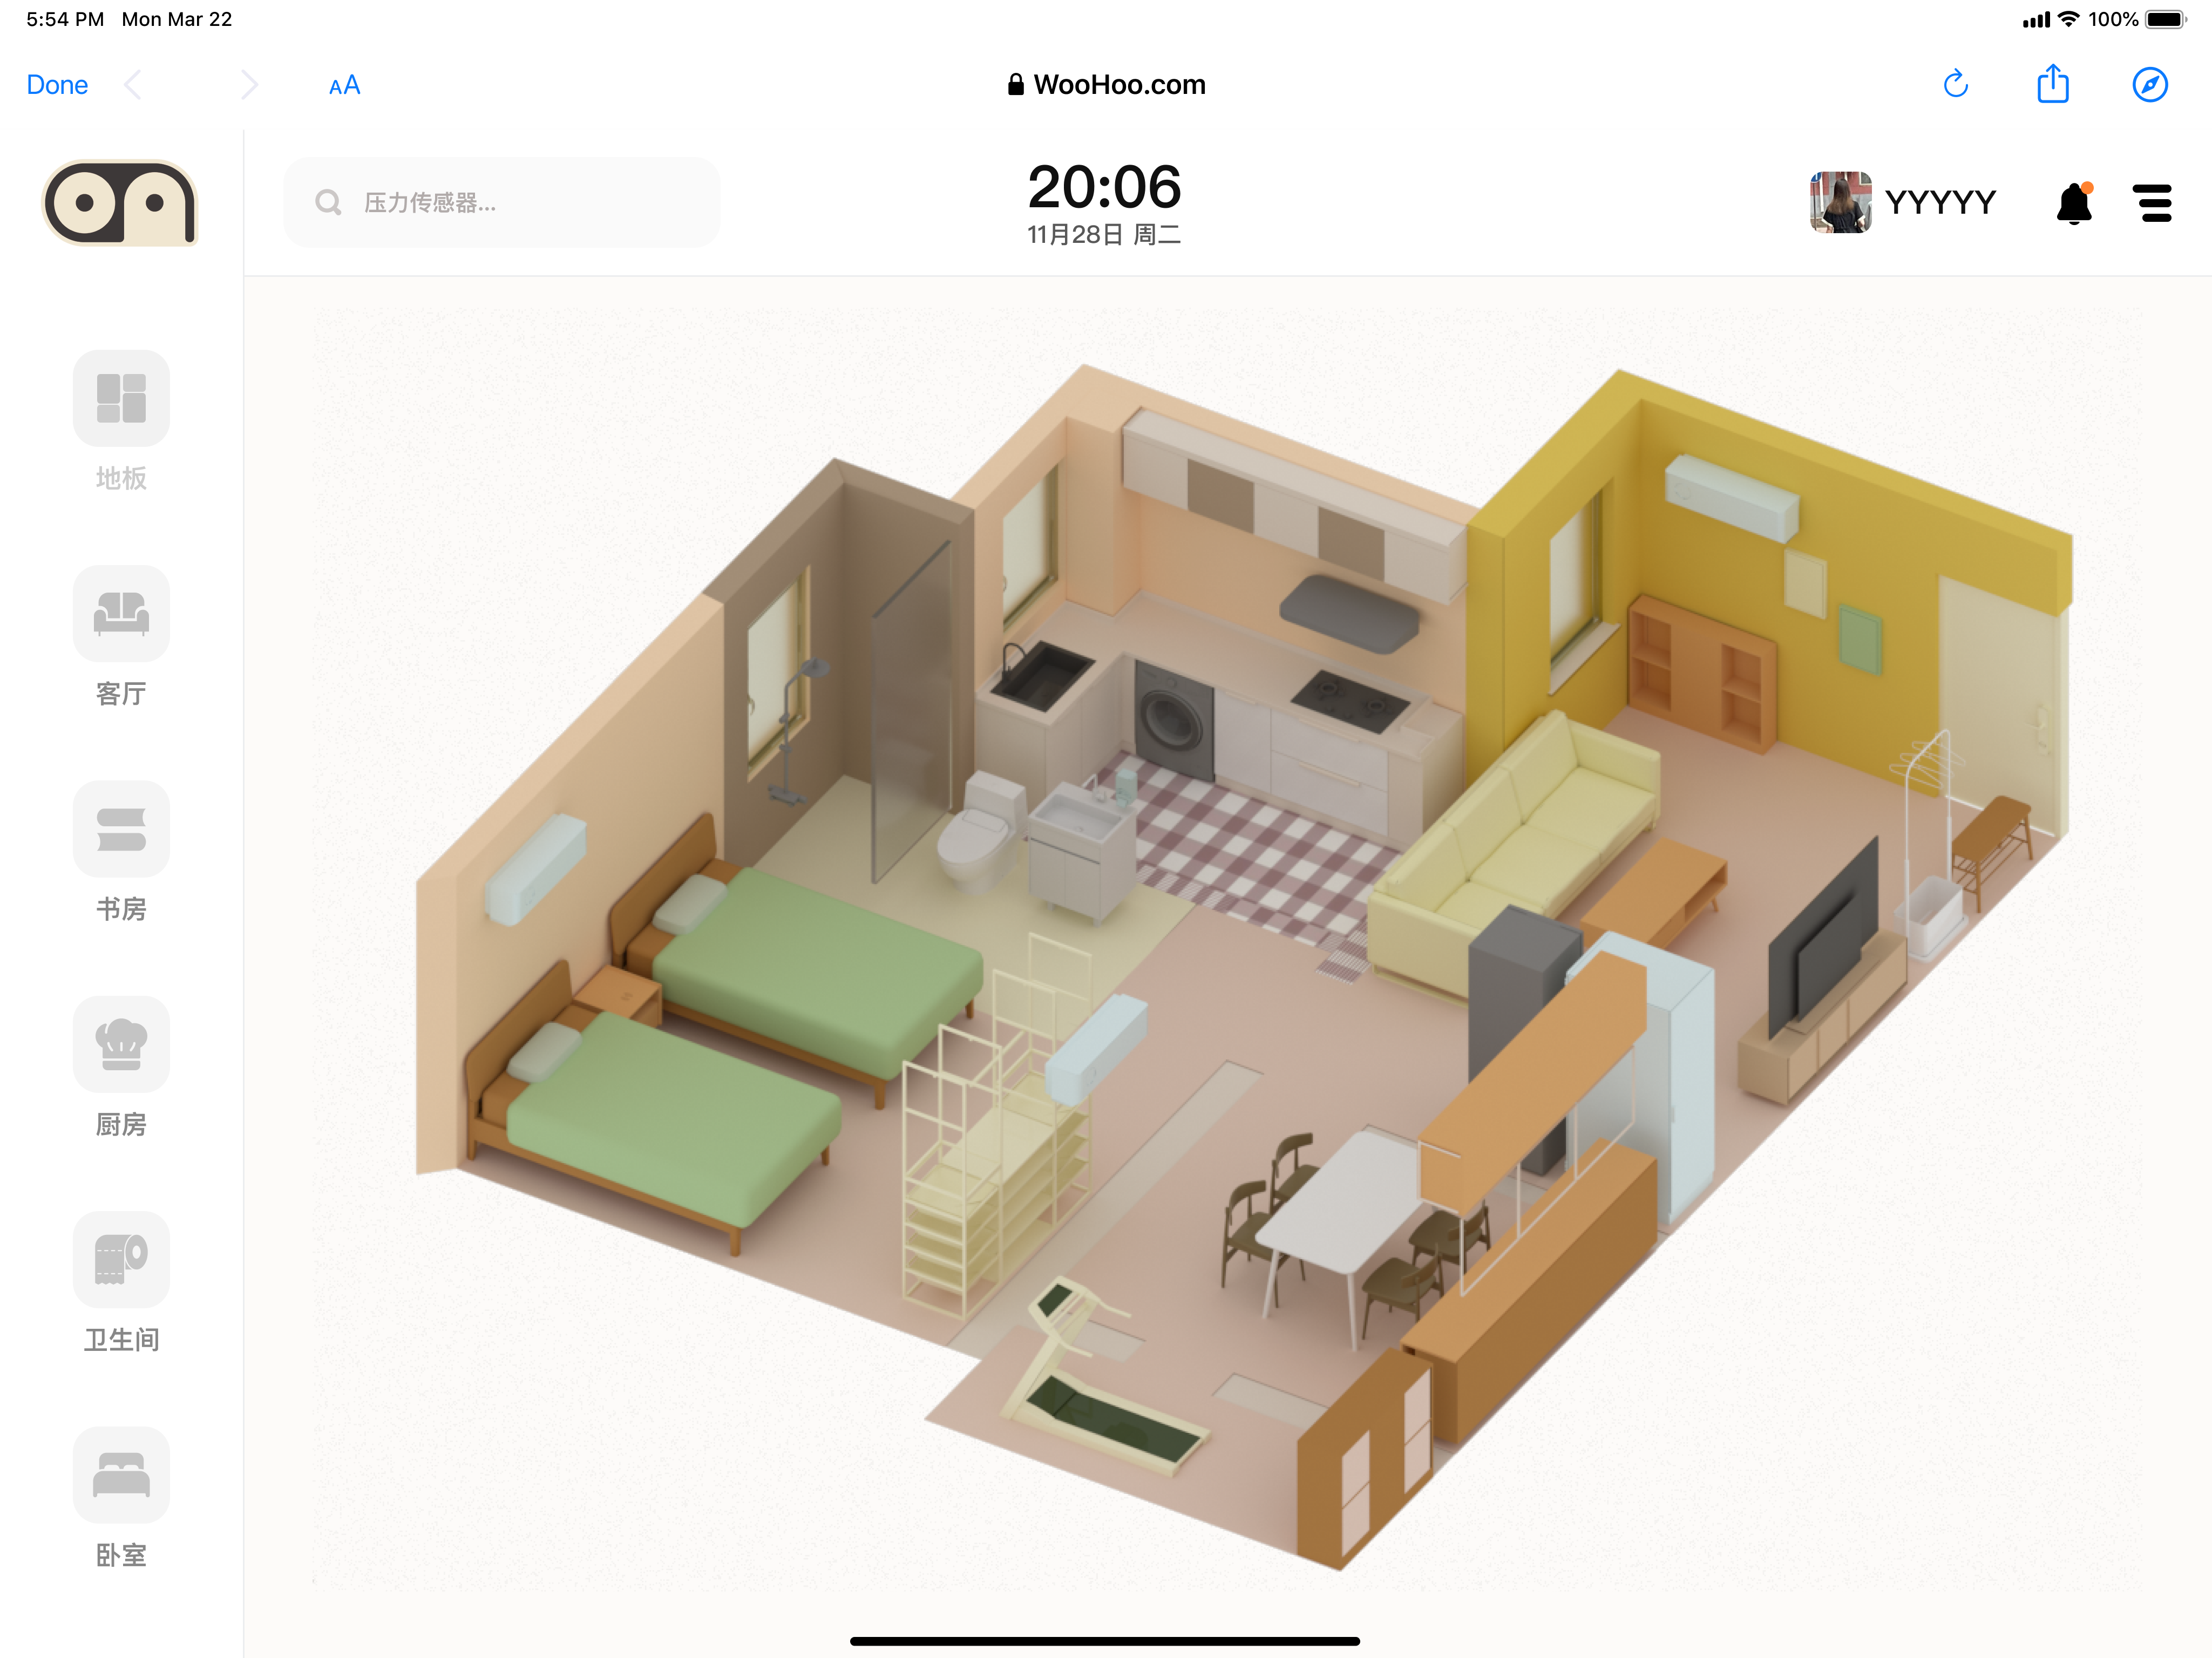 5:54 PM Mon Mar 22
100%
Done
AA
WooHoo.com
压力传感器...
20:06
11月28日 周二
YYYYY
地板
客厅
书房
厨房
卫生间
卧室